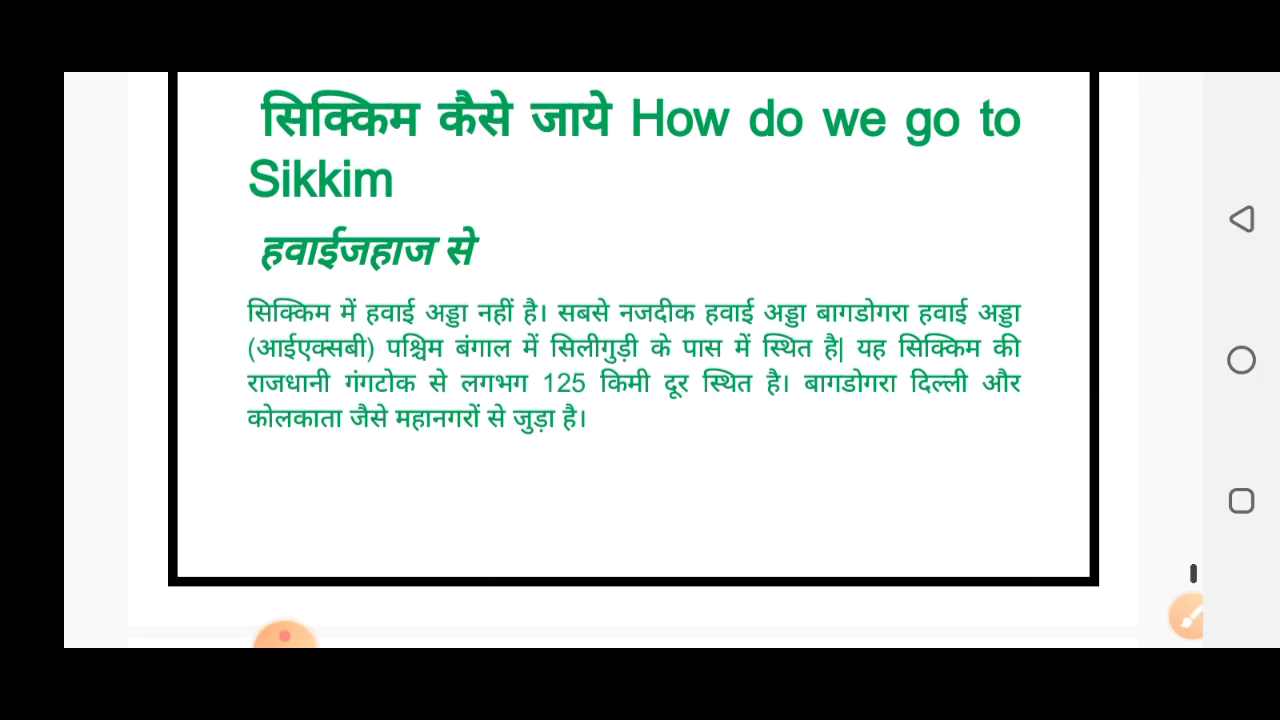 सिक्किम कैसे जाये How do we go to
Sikkim
हवाईजहाज से
सिक्किम में हवाई अड्डा नहीं है। सबसे नजदीक हवाई अड्डा बागडोगरा हवाई अड्डा
(आईएक्सबी) पश्चिम बंगाल में सिलीगुड़ी के पास में स्थित है| यह सिक्किम की
राजधानी गंगटोक से लगभग 125 किमी दूर स्थित है। बागडोगरा दिल्ली और
कोलकाता जैसे महानगरों से जुड़ा है।